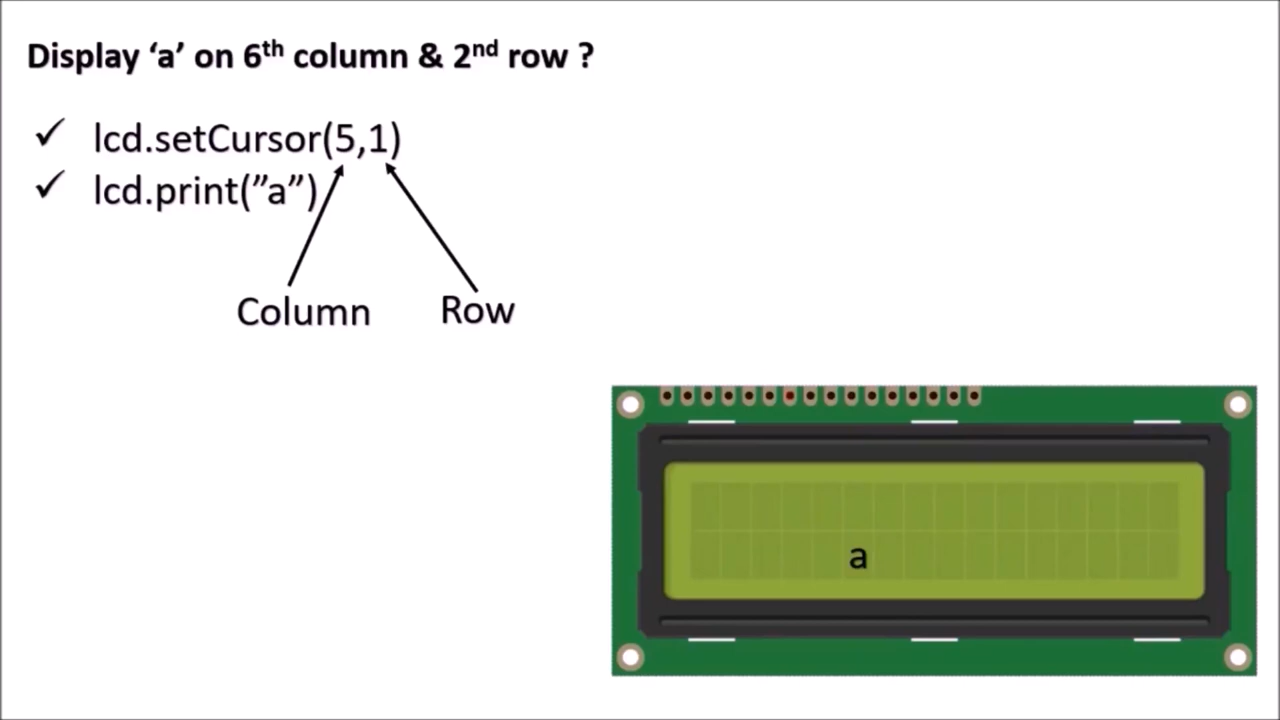 Display ‘a’ on 6th column & 2nd row ?
✓ lcd.setCursor(5,1)
✓ lcd.print(”a”)
Column Row
a